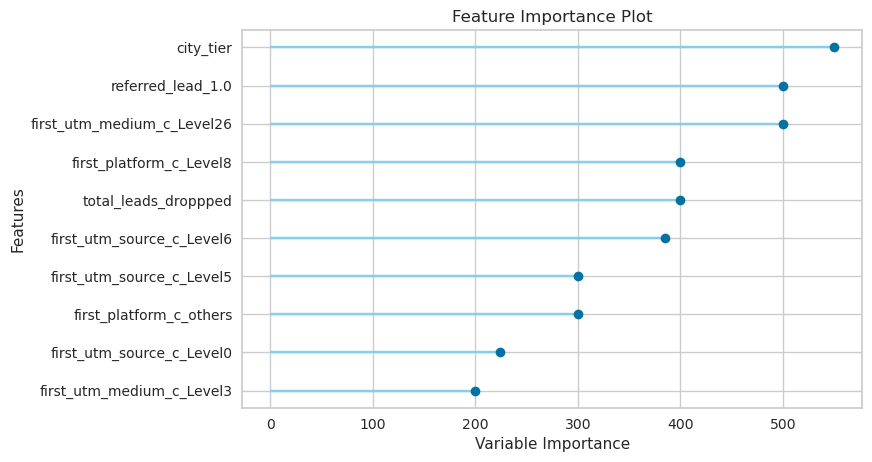 Feature Importance Plot
city_tier
referred_lead_1.0
first_utm_medium_c_Level26
first_platform_c_Level8
total_leads_droppped
first_utm_source_c_Level6
first_utm_source_c_Level5
first_platform_c_others
first_utm_source_c_Level0
first_utm_medium_c_Level3
Features
0 100 200 300 400 500
Variable Importance